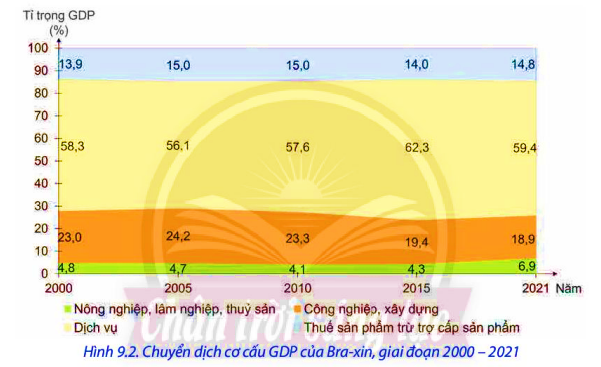 Tỉ trọng GDP
(%)
100
90
80
70
60
50
40
30
20
10
0
13,9 15,0 15,0 14,0 14,8
58,3 56,1 57,6 62,3 59,4
23,0 24,2 23,3 19,4 18,9
4,8 4,7 4,1 4,3 6,9
2000 2005 2010 2015 2021 Năm
Nông nghiệp, lâm nghiệp, thuỷ sản Công nghiệp, xây dựng
Dịch vụ Thuế sản phẩm trừ trợ cấp sản phẩm
Chân trời sáng tạo
Hình 9.2. Chuyển dịch cơ cấu GDP của Bra-xin, giai đoạn 2000 – 2021